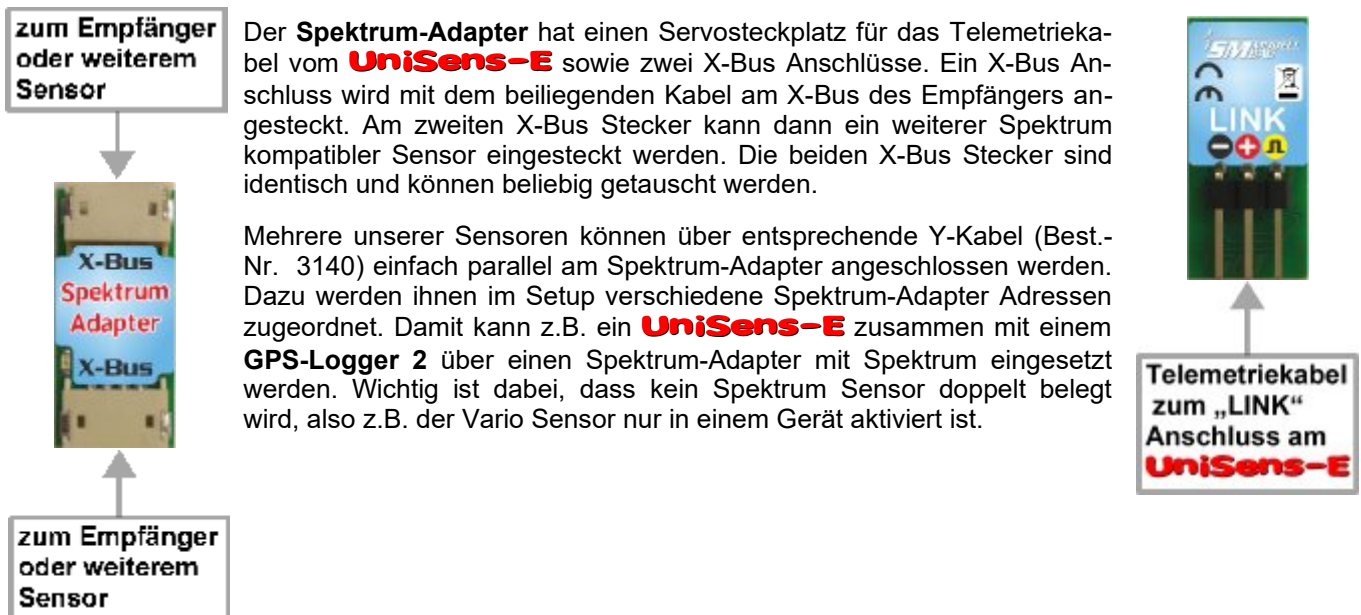 zum Empfänger
oder weiterem
Sensor
X-Bus
Spektrum
Adapter
X-Bus
zum Empfänger
oder weiterem
Sensor
Der Spektrum-Adapter hat einen Servosteckplatz für das Telemetrieka-
bel vom UniSens-E sowie zwei X-Bus Anschlüsse. Ein X-Bus An-
schluss wird mit dem beiliegenden Kabel am X-Bus des Empfängers an-
gesteckt. Am zweiten X-Bus Stecker kann dann ein weiterer Spektrum
kompatibler Sensor eingesteckt werden. Die beiden X-Bus Stecker sind
identisch und können beliebig getauscht werden.
Mehrere unserer Sensoren können über entsprechende Y-Kabel (Best.-
Nr. 3140) einfach parallel am Spektrum-Adapter angeschlossen werden.
Dazu werden ihnen im Setup verschiedene Spektrum-Adapter Adressen
zugeordnet. Damit kann z.B. ein UniSens-E zusammen mit einem
GPS-Logger 2 über einen Spektrum-Adapter mit Spektrum eingesetzt
werden. Wichtig ist dabei, dass kein Spektrum Sensor doppelt belegt
wird, also z.B. der Vario Sensor nur in einem Gerät aktiviert ist.
CE
LINK
Telemetriekabel
zum „LINK“
Anschluss am
UniSens-E